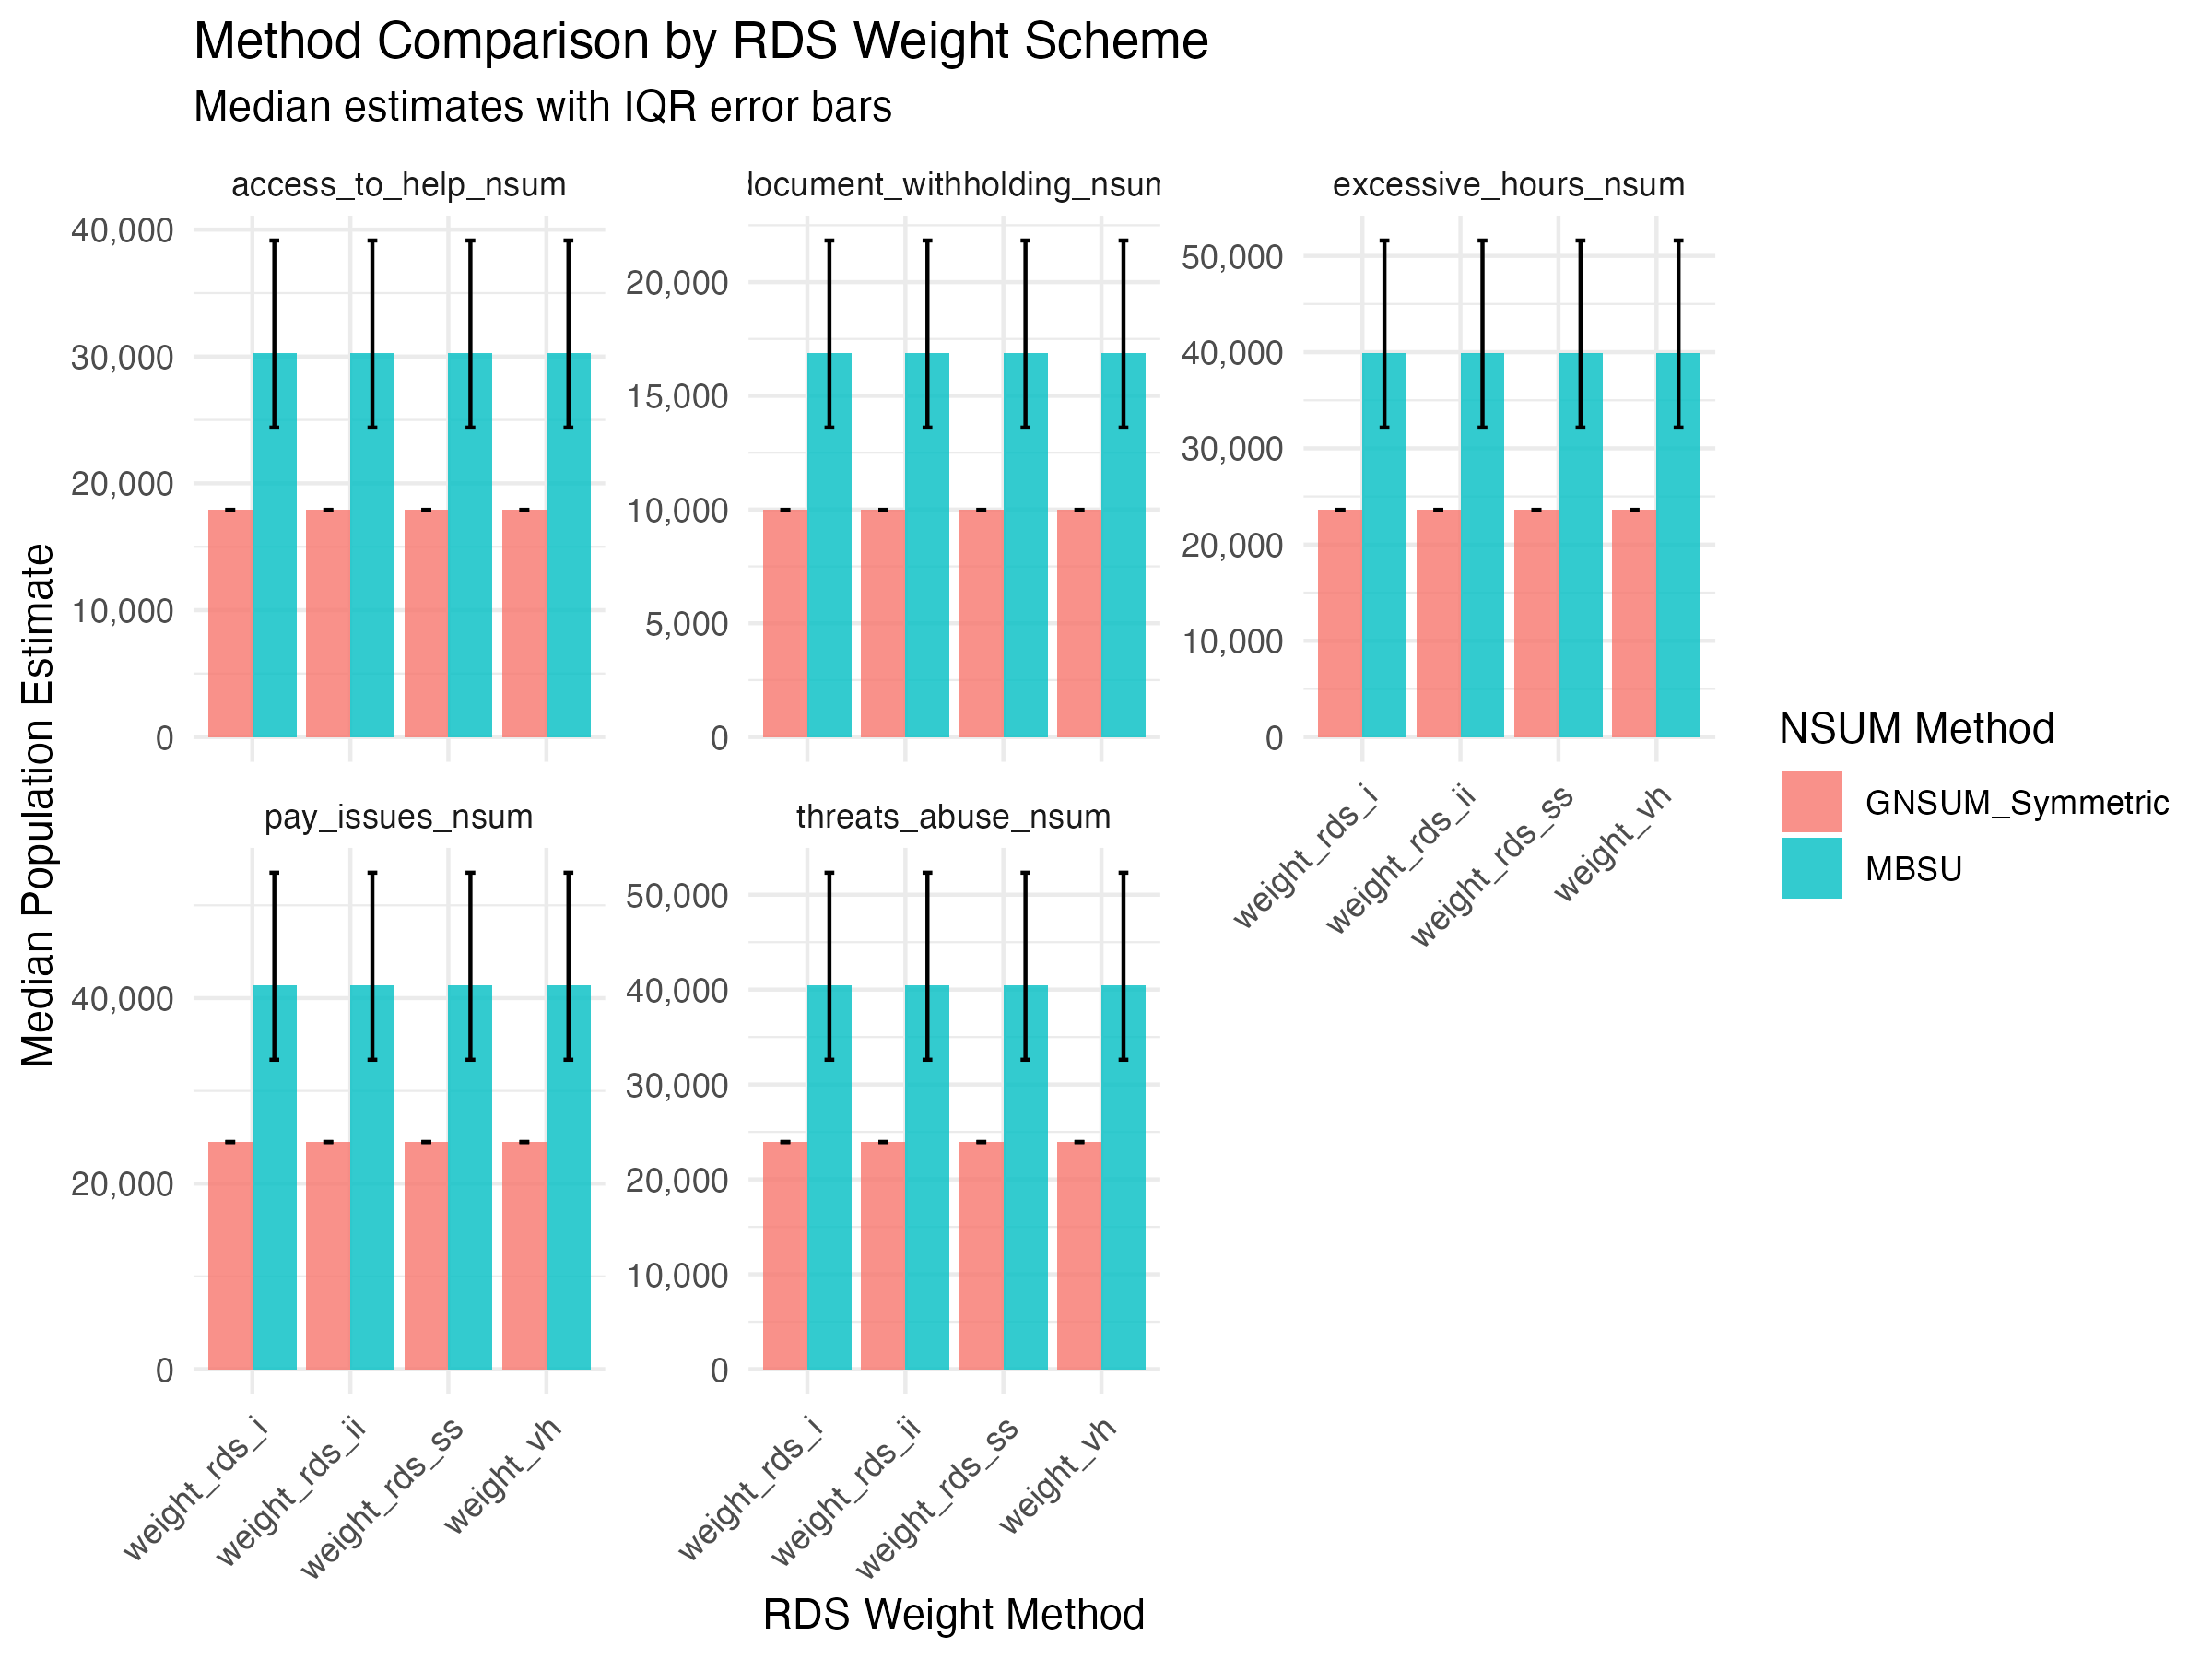 Method Comparison by RDS Weight Scheme
Median estimates with IQR error bars
Median Population Estimate
access_to_help_nsum
40,000
30,000
20,000
10,000
0
document_withholding_nsum
20,000
15,000
10,000
5,000
0
excessive_hours_nsum
50,000
40,000
30,000
20,000
10,000
0
weight_rds_i
weight_rds_ii
weight_rds_ss
weight_vh
pay_issues_nsum
40,000
20,000
0
weight_rds_i
weight_rds_ii
weight_rds_ss
weight_vh
threats_abuse_nsum
50,000
40,000
30,000
20,000
10,000
0
weight_rds_i
weight_rds_ii
weight_rds_ss
weight_vh
RDS Weight Method
NSUM Method
GNSUM_Symmetric
MBSU